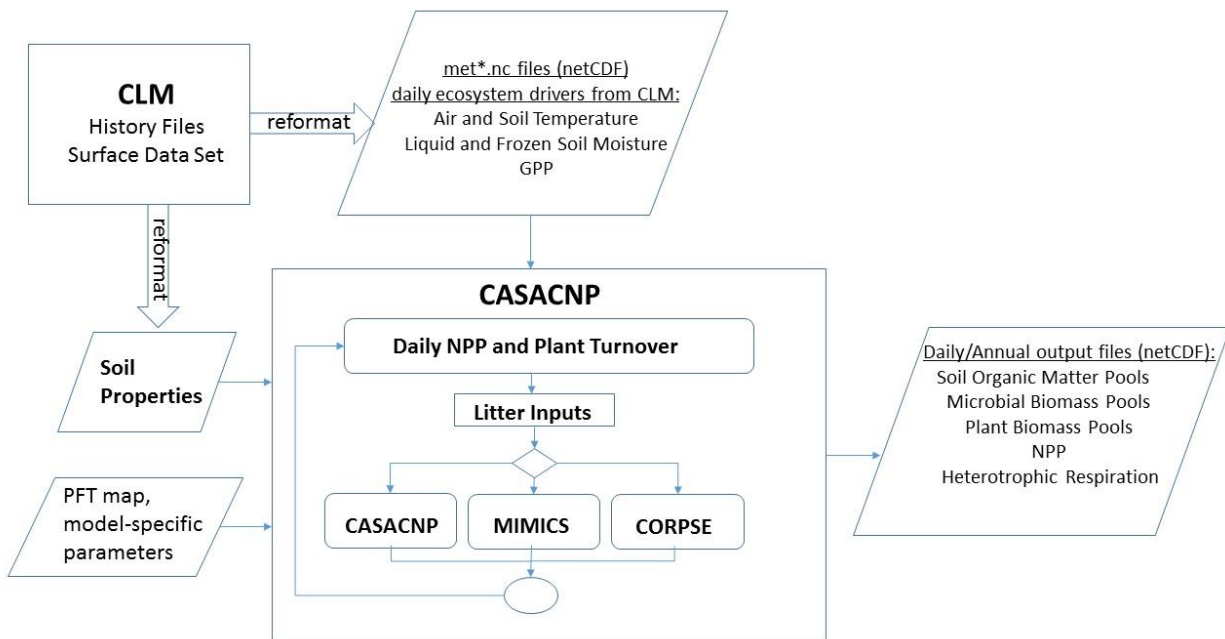 CLM
History Files
Surface Data Set
reformat
met*.nc files (netCDF)
daily ecosystem drivers from CLM:
Air and Soil Temperature
Liquid and Frozen Soil Moisture
GPP
reformat
Soil
Properties
PFT map,
model-specific
parameters
CASACNP
Daily NPP and Plant Turnover
Litter Inputs
CASACNP
MIMICS
CORPSE
Daily/Annual output files (netCDF):
Soil Organic Matter Pools
Microbial Biomass Pools
Plant Biomass Pools
NPP
Heterotrophic Respiration